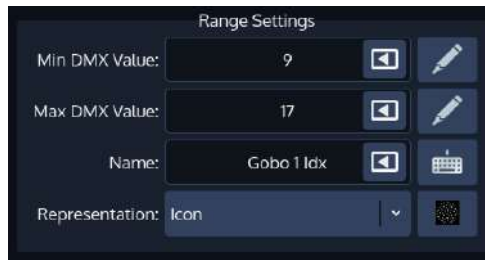 Range Settings
Min DMX Value: 9
Max DMX Value: 17
Name: Gobo 1 Idx
Representation: Icon